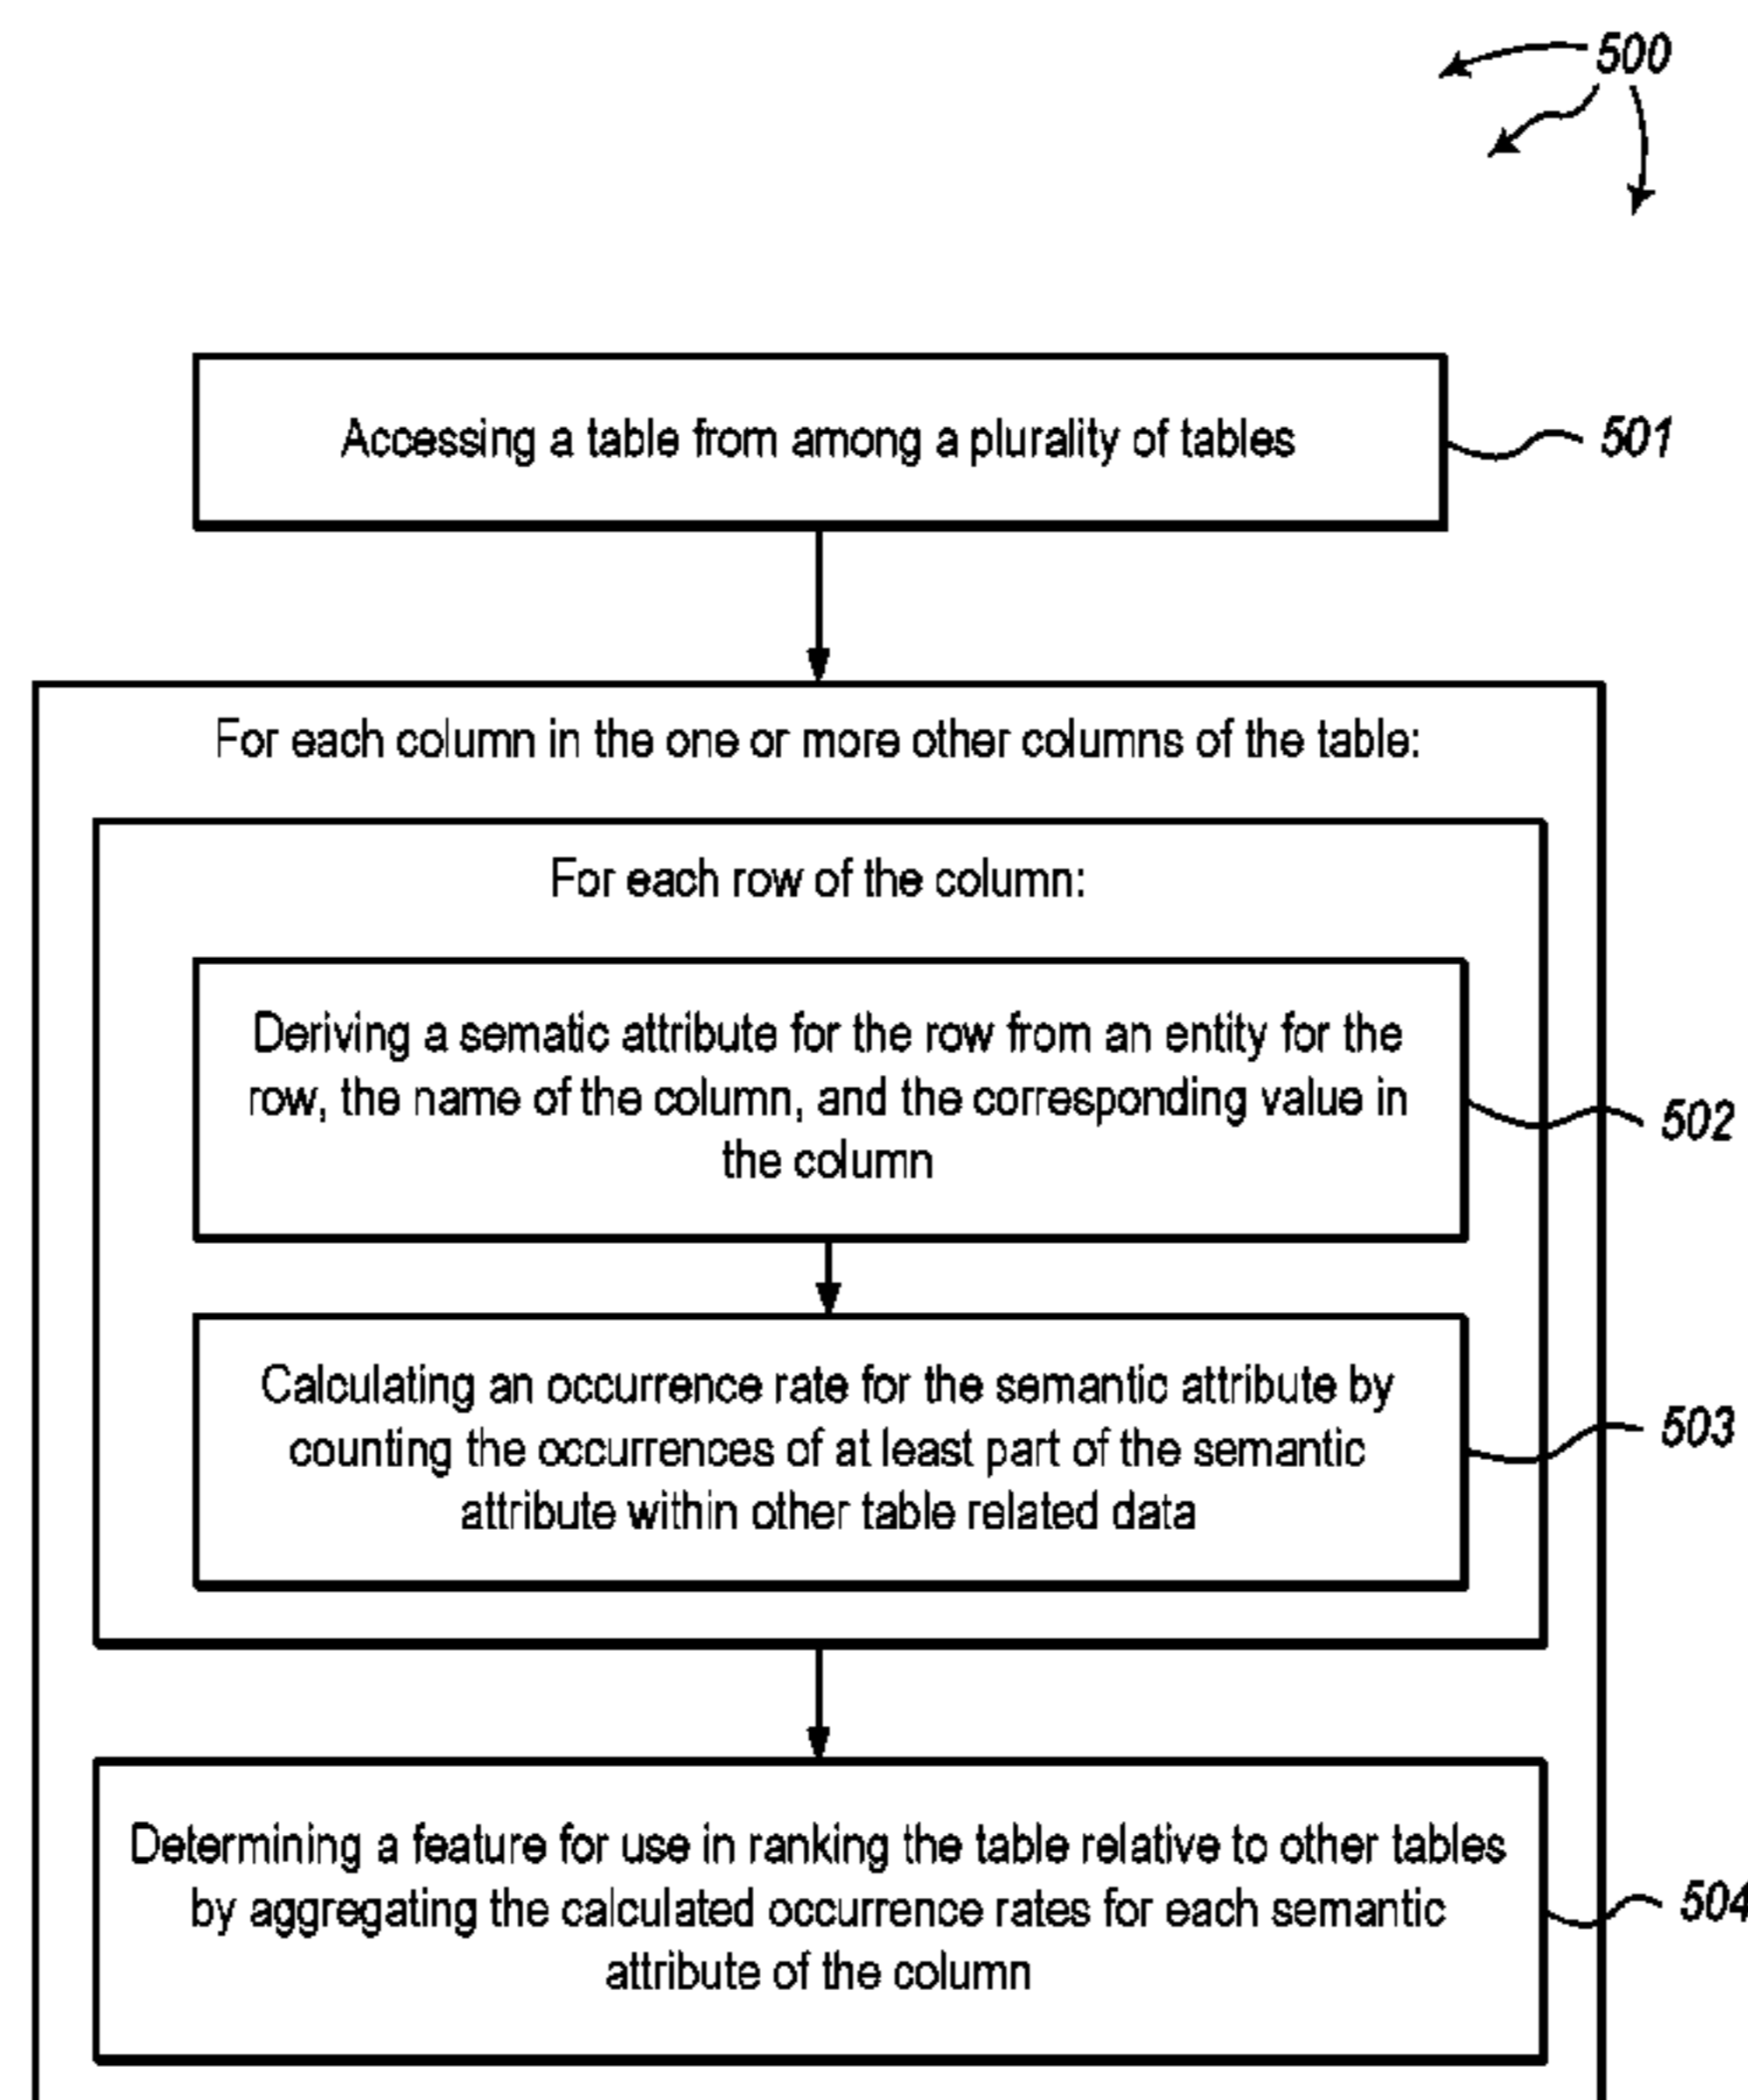 500
Accessing a table from among a plurality of tables
501
For each column in the one or more other columns of the table:
For each row of the column:
Deriving a sematic attribute for the row from an entity for the
row, the name of the column, and the corresponding value in
the column
502
Calculating an occurrence rate for the semantic attribute by
counting the occurrences of at least part of the semantic
attribute within other table related data
503
Determining a feature for use in ranking the table relative to other tables
by aggregating the calculated occurrence rates for each semantic
attribute of the column
504